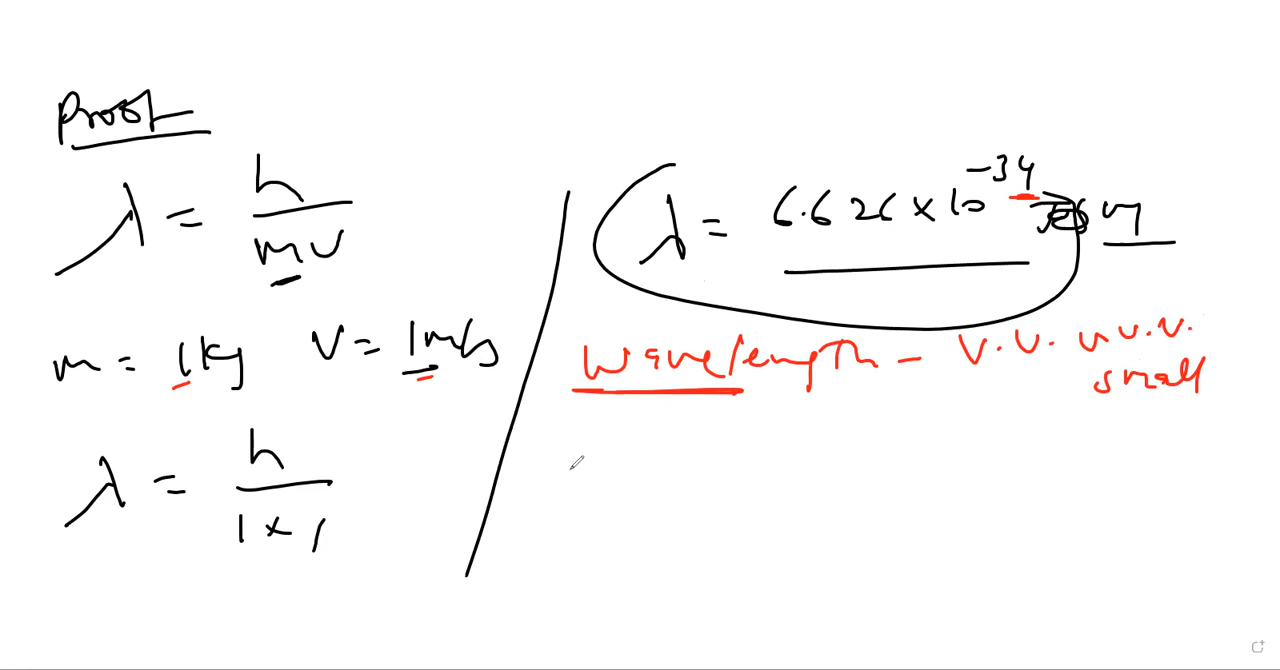 Proof
λ = h / mv
m = 1kg v = 1m/s
λ = h / 1 × 1
λ = 6.626 × 10⁻³⁴ m
Wavelength – v.v. v.v.v.
small